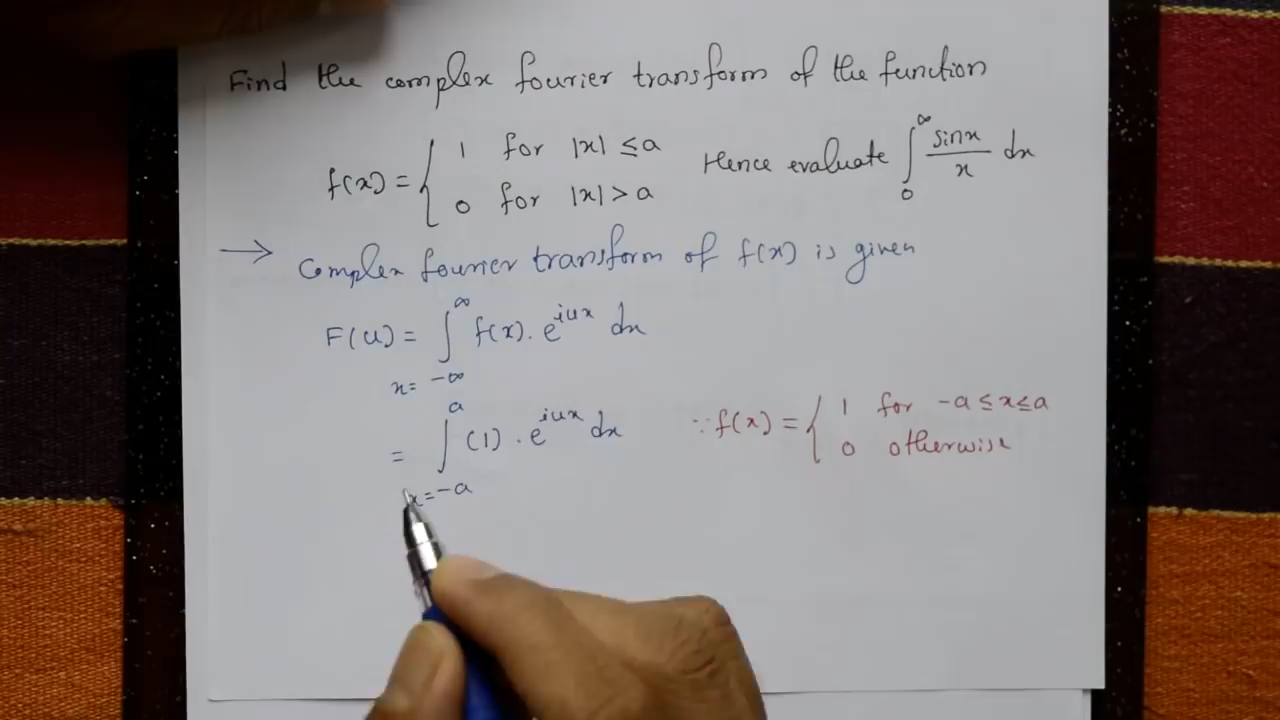 Find the complex fourier transform of the function
f(x) = { 1 for |x| ≤ a
0 for |x| > a
Hence evaluate ∫₀^∞ sinx/x dx
→ Complex fourier transform of f(x) is given
F(u) = ∫_{x=-∞}^{∞} f(x). e^{iux} dx
= ∫_{x=-a}^{a} (1) . e^{iux} dx
∵ f(x) = { 1 for -a ≤ x ≤ a
0 otherwise